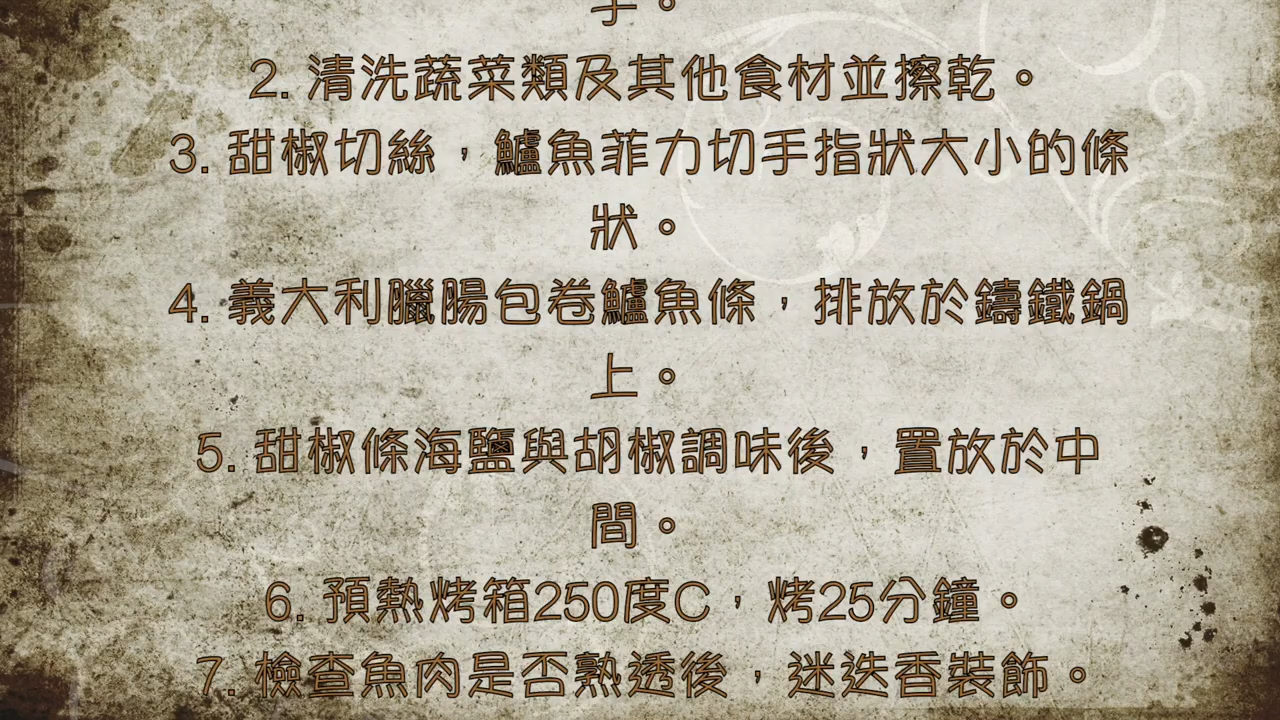 手。
2. 清洗蔬菜類及其他食材並擦乾。
3. 甜椒切絲，鱸魚菲力切手指狀大小的條
狀。
4. 義大利臘腸包卷鱸魚條，排放於鑄鐵鍋
上。
5. 甜椒條海鹽與胡椒調味後，置放於中
間。
6. 預熱烤箱250度C，烤25分鐘。
7. 檢查魚肉是否熟透後，迷迭香裝飾。